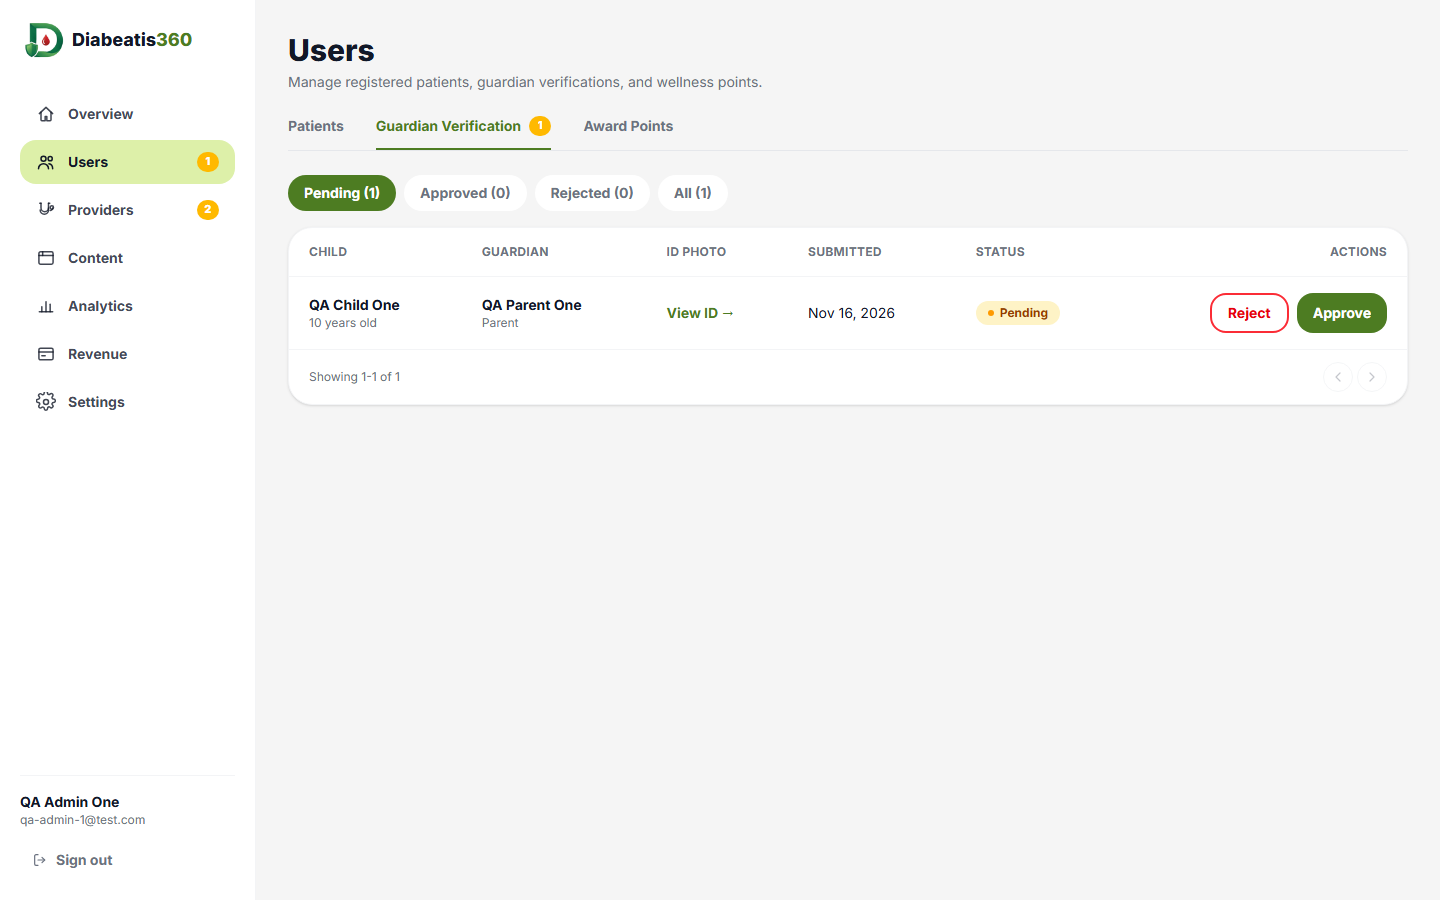 Diabeatis360
Overview
Users 1
Providers 2
Content
Analytics
Revenue
Settings
QA Admin One
qa-admin-1@test.com
Sign out
Users
Manage registered patients, guardian verifications, and wellness points.
Patients Guardian Verification 1 Award Points
Pending (1) Approved (0) Rejected (0) All (1)
CHILD GUARDIAN ID PHOTO SUBMITTED STATUS ACTIONS
QA Child One QA Parent One View ID → Nov 16, 2026 Pending Reject Approve
10 years old Parent
Showing 1-1 of 1